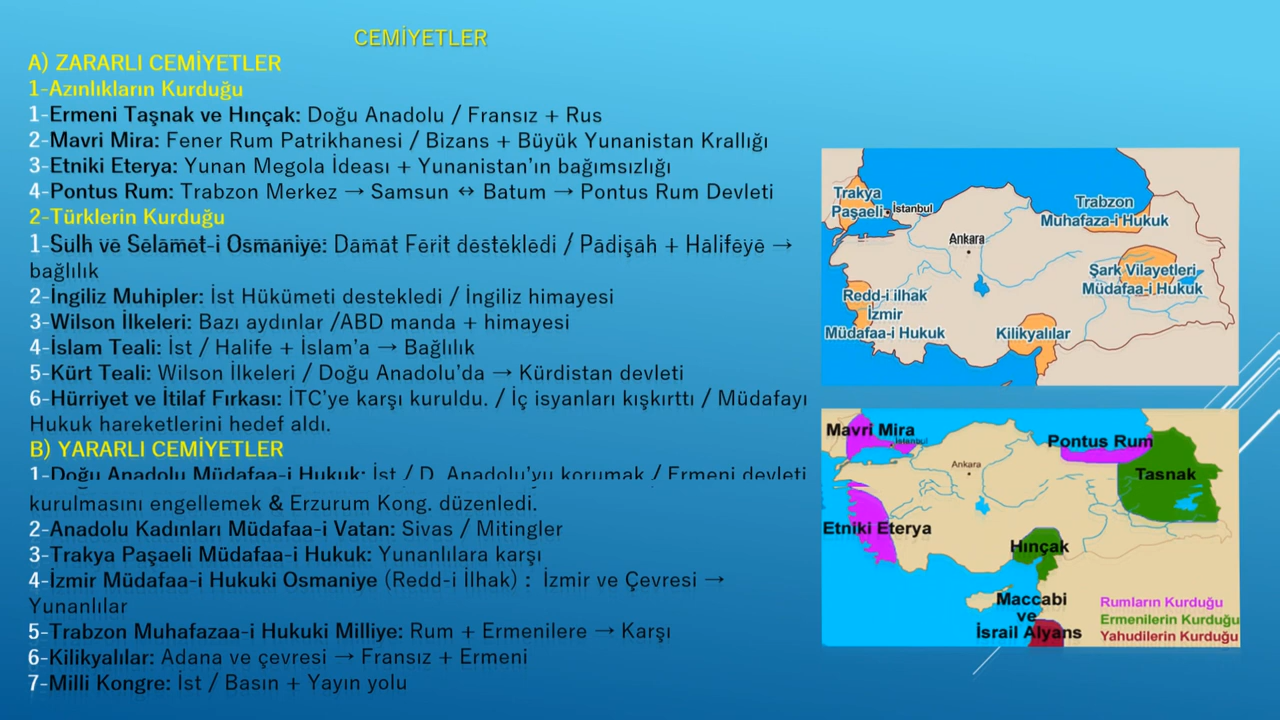 CEMİYETLER
A) ZARARLI CEMİYETLER
1-Azınlıkların Kurduğu
1-Ermeni Taşnak ve Hınçak: Doğu Anadolu / Fransız + Rus
2-Mavri Mira: Fener Rum Patrikhanesi / Bizans + Büyük Yunanistan Krallığı
3-Etniki Eterya: Yunan Megola İdeası + Yunanistan’ın bağımsızlığı
4-Pontus Rum: Trabzon Merkez → Samsun ↔ Batum → Pontus Rum Devleti
2-Türklerin Kurduğu
1-Sulh ve Selamet-i Osmaniye: Damat Ferit destekledi / Padişah + Halifeye →
bağlılık
2-İngiliz Muhipler: İst Hükümeti destekledi / İngiliz himayesi
3-Wilson İlkeleri: Bazı aydınlar /ABD manda + himayesi
4-İslam Teali: İst / Halife + İslam’a → Bağlılık
5-Kürt Teali: Wilson İlkeleri / Doğu Anadolu’da → Kürdistan devleti
6-Hürriyet ve İtilaf Fırkası: İTC’ye karşı kuruldu. / İç isyanları kışkırttı / Müdafayı
Hukuk hareketlerini hedef aldı.
B) YARARLI CEMİYETLER
1-Doğu Anadolu Müdafaa-i Hukuk: İst / D. Anadolu’yu korumak / Ermeni devleti
kurulmasını engellemek & Erzurum Kong. düzenledi.
2-Anadolu Kadınları Müdafaa-i Vatan: Sivas / Mitingler
3-Trakya Paşaeli Müdafaa-i Hukuk: Yunanlılara karşı
4-İzmir Müdafaa-i Hukuki Osmaniye (Redd-i İlhak) : İzmir ve Çevresi →
Yunanlılar
5-Trabzon Muhafazaa-i Hukuki Milliye: Rum + Ermenilere → Karşı
6-Kilikyalılar: Adana ve çevresi → Fransız + Ermeni
7-Milli Kongre: İst / Basın + Yayın yolu
Trakya
Paşaeli
İstanbul
Trabzon
Muhafaza-i Hukuk
Ankara
Şark Vilayetleri
Müdafaa-i Hukuk
Redd-i ilhak
İzmir
Müdafaa-i Hukuk
Kilikyalılar
Mavri Mira
İstanbul
Pontus Rum
Ankara
Tasnak
Etniki Eterya
Hınçak
Maccabi
ve
İsrail Alyans
Rumların Kurduğu
Ermenilerin Kurduğu
Yahudilerin Kurduğu